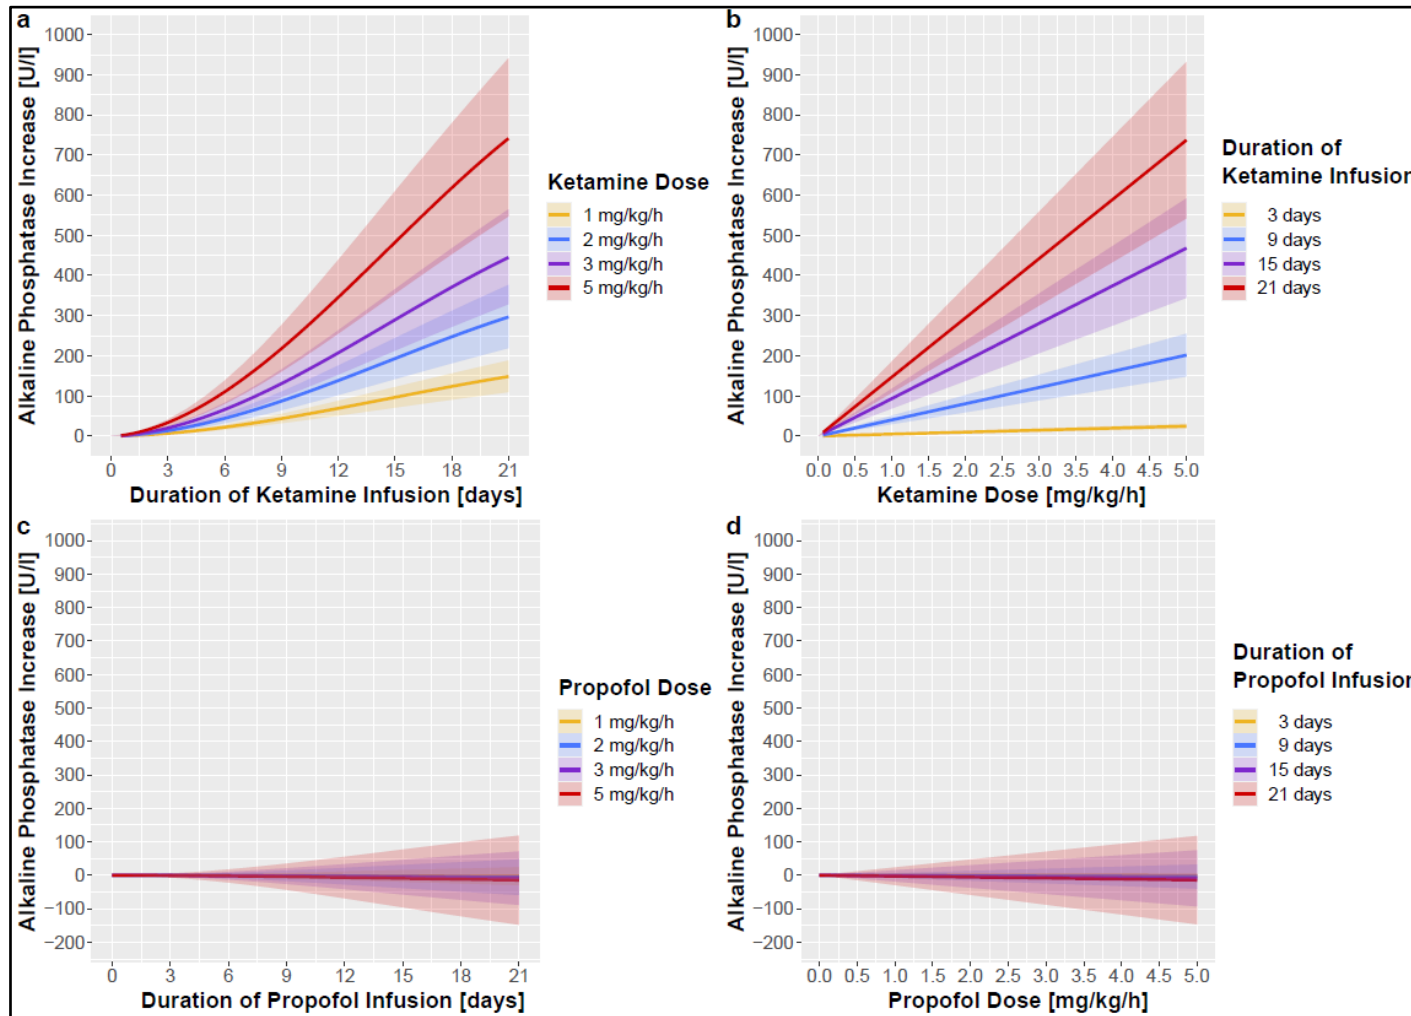 a
Alkaline Phosphatase Increase [U/l]
1000
900
800
700
600
500
400
300
200
100
0
0 3 6 9 12 15 18 21
Duration of Ketamine Infusion [days]
Ketamine Dose
1 mg/kg/h
2 mg/kg/h
3 mg/kg/h
5 mg/kg/h
b
Alkaline Phosphatase Increase [U/l]
1000
900
800
700
600
500
400
300
200
100
0
0.0 0.5 1.0 1.5 2.0 2.5 3.0 3.5 4.0 4.5 5.0
Ketamine Dose [mg/kg/h]
Duration of
Ketamine Infusion
3 days
9 days
15 days
21 days
c
Alkaline Phosphatase Increase [U/l]
1000
900
800
700
600
500
400
300
200
100
0
−100
−200
0 3 6 9 12 15 18 21
Duration of Propofol Infusion [days]
Propofol Dose
1 mg/kg/h
2 mg/kg/h
3 mg/kg/h
5 mg/kg/h
d
Alkaline Phosphatase Increase [U/l]
1000
900
800
700
600
500
400
300
200
100
0
−100
−200
0.0 0.5 1.0 1.5 2.0 2.5 3.0 3.5 4.0 4.5 5.0
Propofol Dose [mg/kg/h]
Duration of
Propofol Infusion
3 days
9 days
15 days
21 days